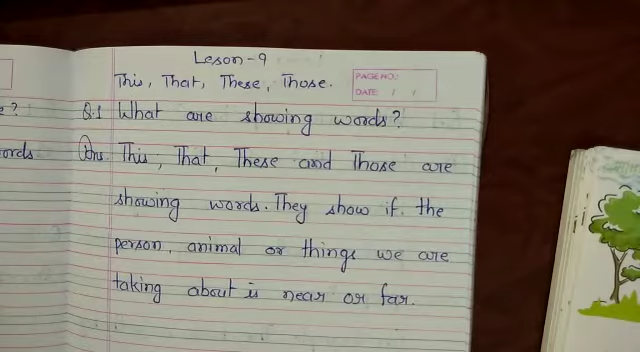 Leson-9
This, That, These, Those.
PAGE NO.:
DATE / /
?
Q.1 What are showing words?
ords.
Ans. This, That, These and Those are
showing words. They show if the
person, animal or things we are
taking about is near or far.